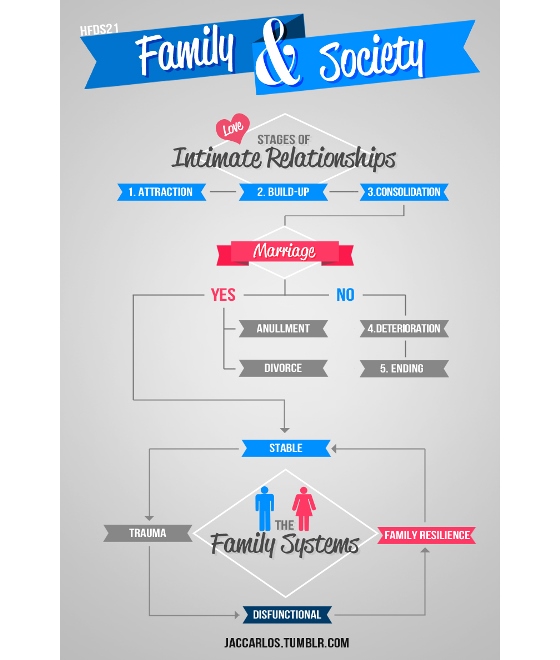 HFDS21
Family & Society
Love
STAGES OF
Intimate Relationships
1. ATTRACTION
2. BUILD-UP
3.CONSOLIDATION
Marriage
YES
NO
ANULLMENT
4.DETERIORATION
DIVORCE
5. ENDING
STABLE
THE
Family Systems
TRAUMA
FAMILY RESILIENCE
DISFUNCTIONAL
JACCARLOS.TUMBLR.COM